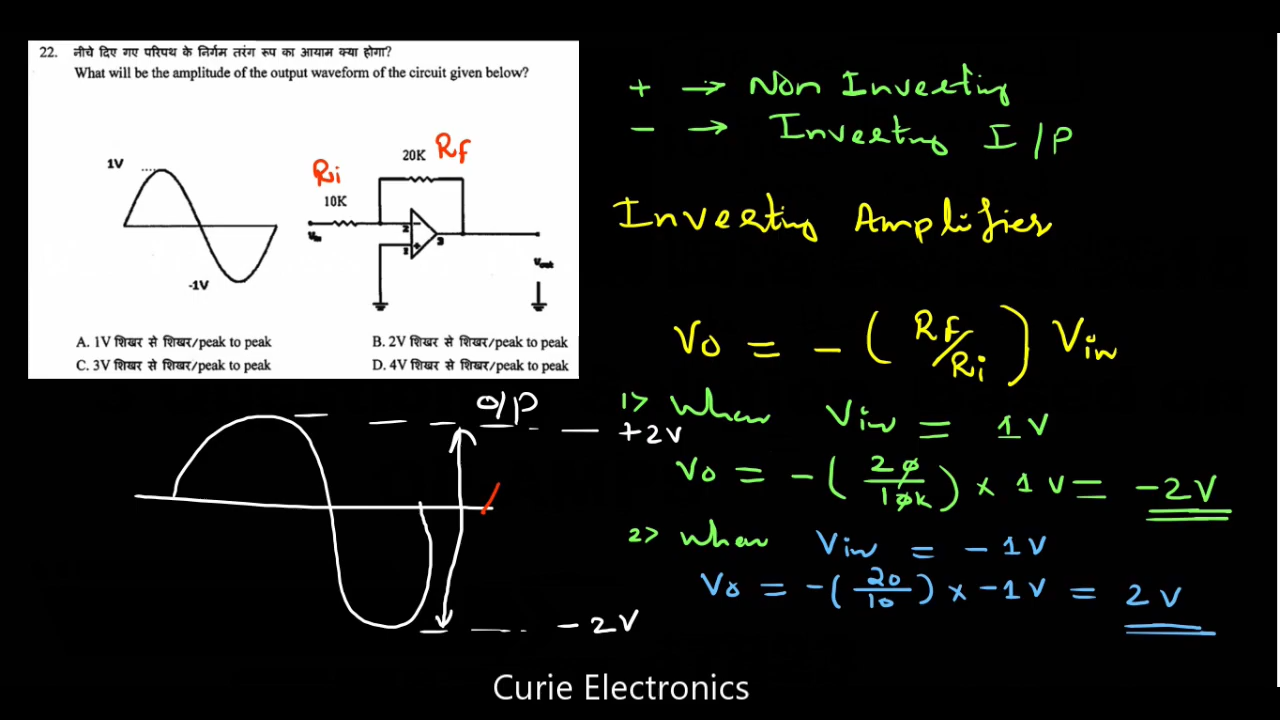 22. नीचे दिए गए परिपथ के निर्गम तरंग रूप का आयाम क्या होगा?
What will be the amplitude of the output waveform of the circuit given below?
1V
-1V
Ri
10K
20K Rf
Vin
2
1
-
+
3
Vout
A. 1V शिखर से शिखर/peak to peak
B. 2V शिखर से शिखर/peak to peak
C. 3V शिखर से शिखर/peak to peak
D. 4V शिखर से शिखर/peak to peak
+ → Non Inverting
- → Inverting I/P
Inverting Amplifier
Vo = - (Rf/Ri) Vin
1> When Vin = 1V
Vo = - (20/10k) × 1V = -2V
2> When Vin = -1V
Vo = - (20/10) × -1V = 2V
O/P
+2V
-2V
Curie Electronics